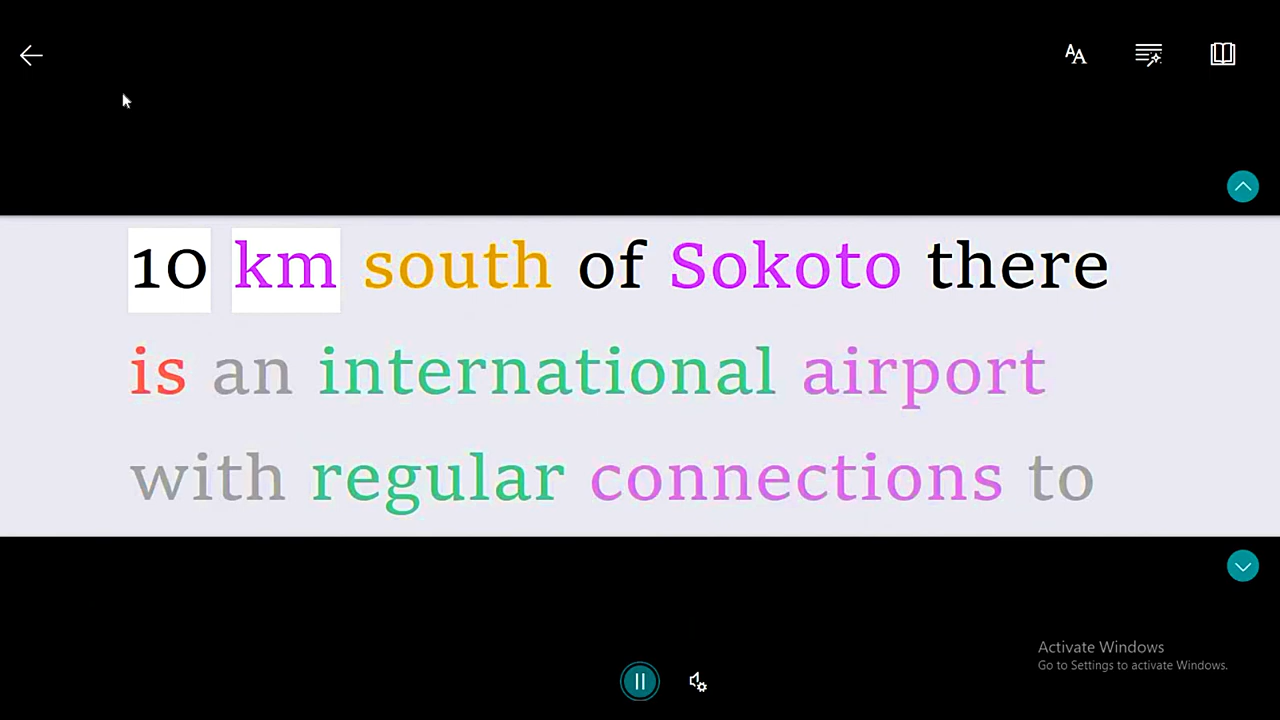 10 km south of Sokoto there
is an international airport
with regular connections to
Activate Windows
Go to Settings to activate Windows.